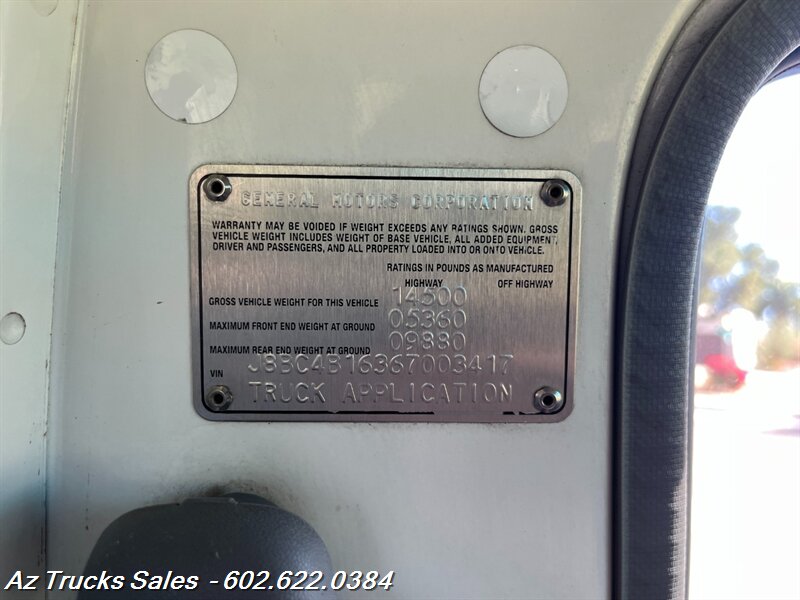 GENERAL MOTORS CORPORATION
WARRANTY MAY BE VOIDED IF WEIGHT EXCEEDS ANY RATINGS SHOWN. GROSS
VEHICLE WEIGHT INCLUDES WEIGHT OF BASE VEHICLE, ALL ADDED EQUIPMENT,
DRIVER AND PASSENGERS, AND ALL PROPERTY LOADED INTO OR ONTO VEHICLE.
RATINGS IN POUNDS AS MANUFACTURED
HIGHWAY OFF HIGHWAY
GROSS VEHICLE WEIGHT FOR THIS VEHICLE 14500
MAXIMUM FRONT END WEIGHT AT GROUND 05360
MAXIMUM REAR END WEIGHT AT GROUND 09880
VIN J8BC4B16367003417
TRUCK APPLICATION
Az Trucks Sales - 602.622.0384